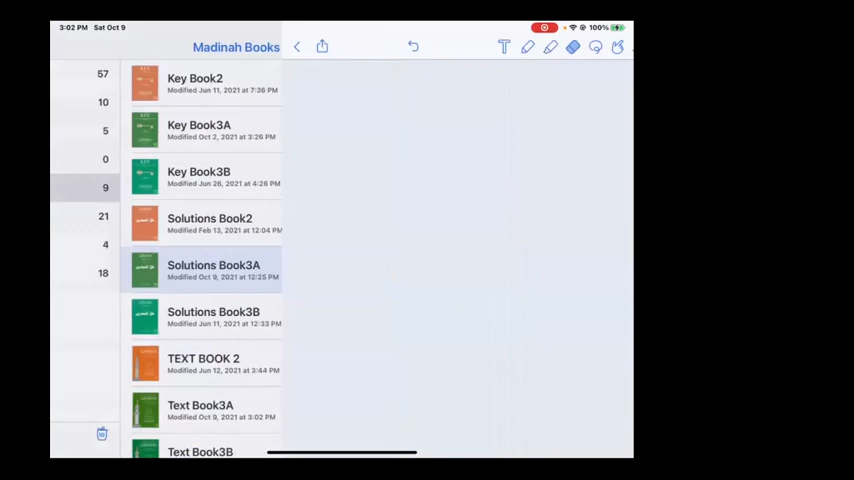 3:02 PM Sat Oct 9
100%
Madinah Books
57
10
5
0
9
21
4
18
Key Book2
Modified Jun 11, 2021 at 7:36 PM
Key Book3A
Modified Oct 2, 2021 at 3:26 PM
Key Book3B
Modified Jun 26, 2021 at 4:26 PM
Solutions Book2
Modified Feb 13, 2021 at 12:04 PM
Solutions Book3A
Modified Oct 9, 2021 at 12:25 PM
Solutions Book3B
Modified Jun 11, 2021 at 12:33 PM
TEXT BOOK 2
Modified Jun 12, 2021 at 3:44 PM
Text Book3A
Modified Oct 9, 2021 at 3:02 PM
Text Book3B